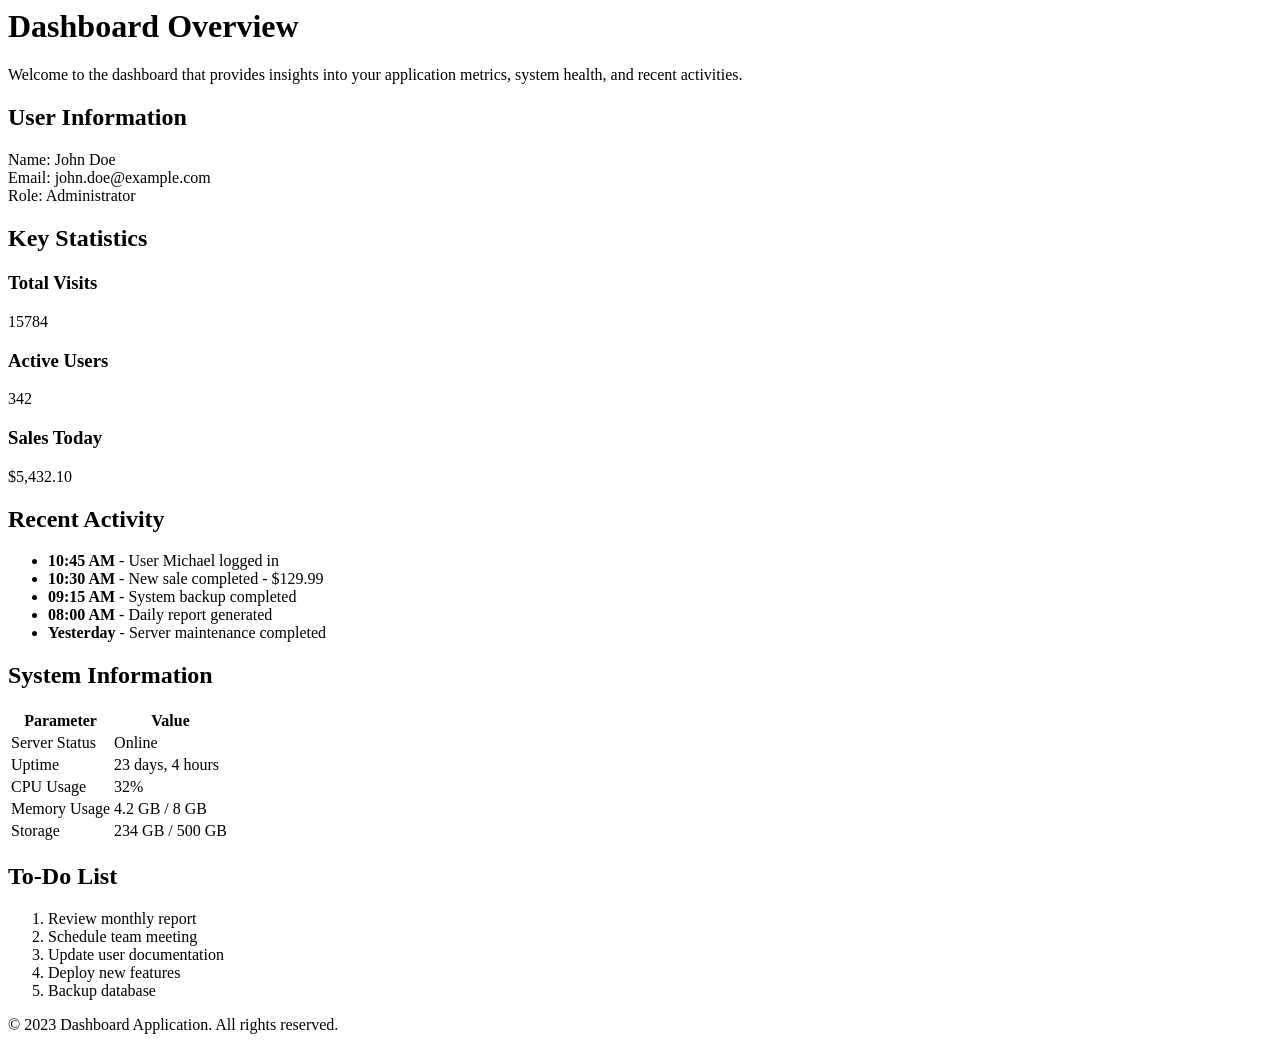 Dashboard Overview
Welcome to the dashboard that provides insights into your application metrics, system health, and recent activities.
User Information
Name: John Doe
Email: john.doe@example.com
Role: Administrator
Key Statistics
Total Visits
15784
Active Users
342
Sales Today
$5,432.10
Recent Activity
• 10:45 AM - User Michael logged in
• 10:30 AM - New sale completed - $129.99
• 09:15 AM - System backup completed
• 08:00 AM - Daily report generated
• Yesterday - Server maintenance completed
System Information
Parameter Value
Server Status Online
Uptime 23 days, 4 hours
CPU Usage 32%
Memory Usage 4.2 GB / 8 GB
Storage 234 GB / 500 GB
To-Do List
1. Review monthly report
2. Schedule team meeting
3. Update user documentation
4. Deploy new features
5. Backup database
© 2023 Dashboard Application. All rights reserved.